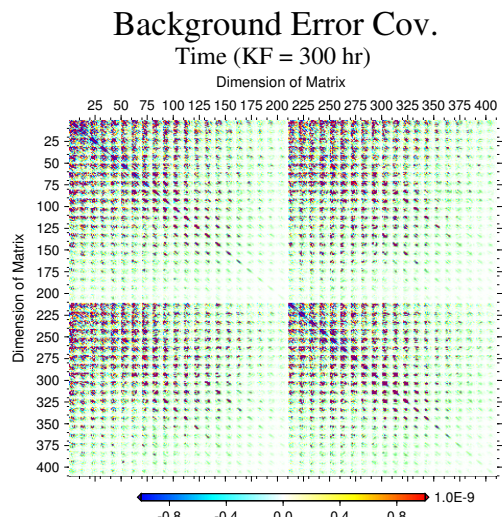 Background Error Cov.
Time (KF = 300 hr)
Dimension of Matrix
25 50 75 100 125 150 175 200 225 250 275 300 325 350 375 400
25
50
75
100
125
150
175
200
225
250
275
300
325
350
375
400
Dimension of Matrix
1.0E-9
-0.8 -0.4 0.0 0.4 0.8